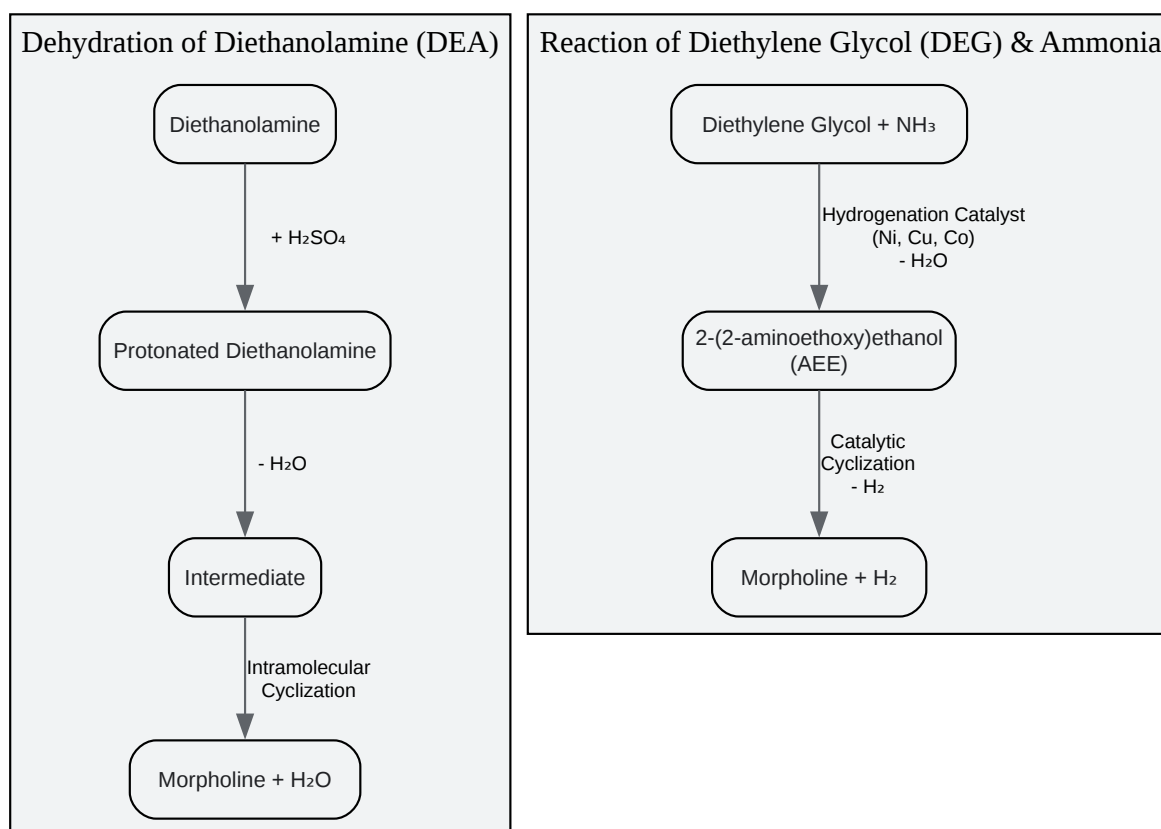 Dehydration of Diethanolamine (DEA)
Diethanolamine
+ H₂SO₄
Protonated Diethanolamine
- H₂O
Intermediate
Intramolecular
Cyclization
Morpholine + H₂O
Reaction of Diethylene Glycol (DEG) & Ammonia
Diethylene Glycol + NH₃
Hydrogenation Catalyst
(Ni, Cu, Co)
- H₂O
2-(2-aminoethoxy)ethanol
(AEE)
Catalytic
Cyclization
- H₂
Morpholine + H₂